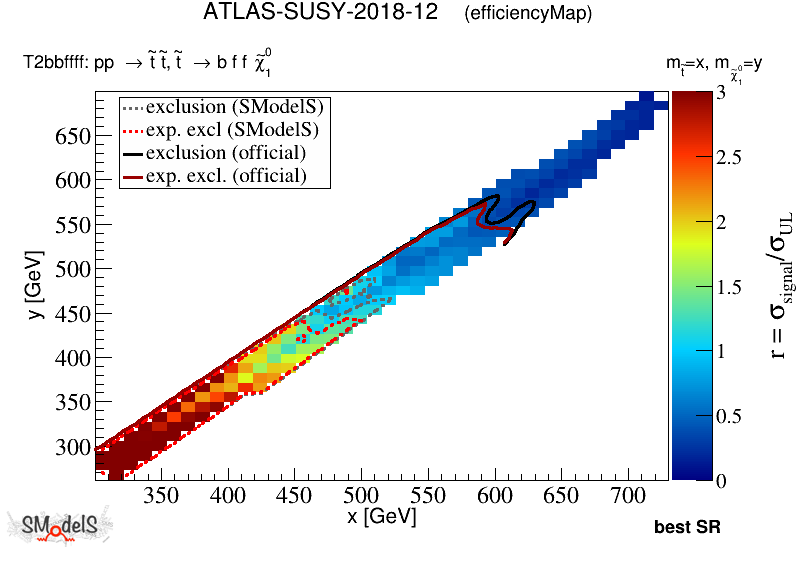 ATLAS-SUSY-2018-12 (efficiencyMap)
T2bbffff: pp → t̃ t̃, t̃ → b f f χ̃₁⁰
m_t̃=x, m_χ̃₁⁰=y
exclusion (SModelS)
exp. excl (SModelS)
exclusion (official)
exp. excl. (official)
y [GeV]
650
600
550
500
450
400
350
300
350 400 450 500 550 600 650 700
x [GeV]
3
2.5
2
1.5
1
0.5
0
r = σ_signal/σ_UL
SModelS
best SR